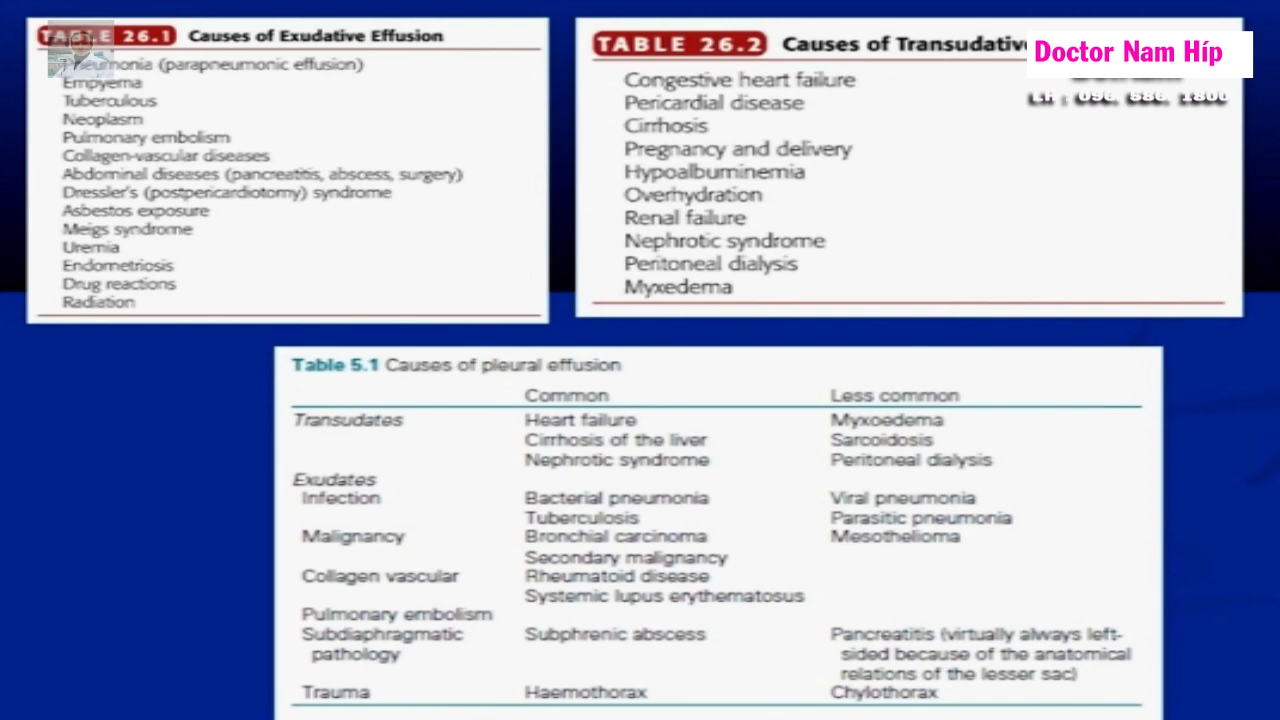 TABLE 26.1 Causes of Exudative Effusion
Pneumonia (parapneumonic effusion)
Empyema
Tuberculous
Neoplasm
Pulmonary embolism
Collagen-vascular diseases
Abdominal diseases (pancreatitis, abscess, surgery)
Dressler's (postpericardiotomy) syndrome
Asbestos exposure
Meigs syndrome
Uremia
Endometriosis
Drug reactions
Radiation
TABLE 26.2 Causes of Transudative
Doctor Nam Híp
Congestive heart failure
Pericardial disease
Cirrhosis
Pregnancy and delivery
Hypoalbuminemia
Overhydration
Renal failure
Nephrotic syndrome
Peritoneal dialysis
Myxedema
Table 5.1 Causes of pleural effusion
Common Less common
Transudates Heart failure Myxoedema
Cirrhosis of the liver Sarcoidosis
Nephrotic syndrome Peritoneal dialysis
Exudates
Infection Bacterial pneumonia Viral pneumonia
Tuberculosis Parasitic pneumonia
Malignancy Bronchial carcinoma Mesothelioma
Secondary malignancy
Collagen vascular Rheumatoid disease
Systemic lupus erythematosus
Pulmonary embolism
Subdiaphragmatic Subphrenic abscess Pancreatitis (virtually always left-
pathology sided because of the anatomical
relations of the lesser sac)
Trauma Haemothorax Chylothorax